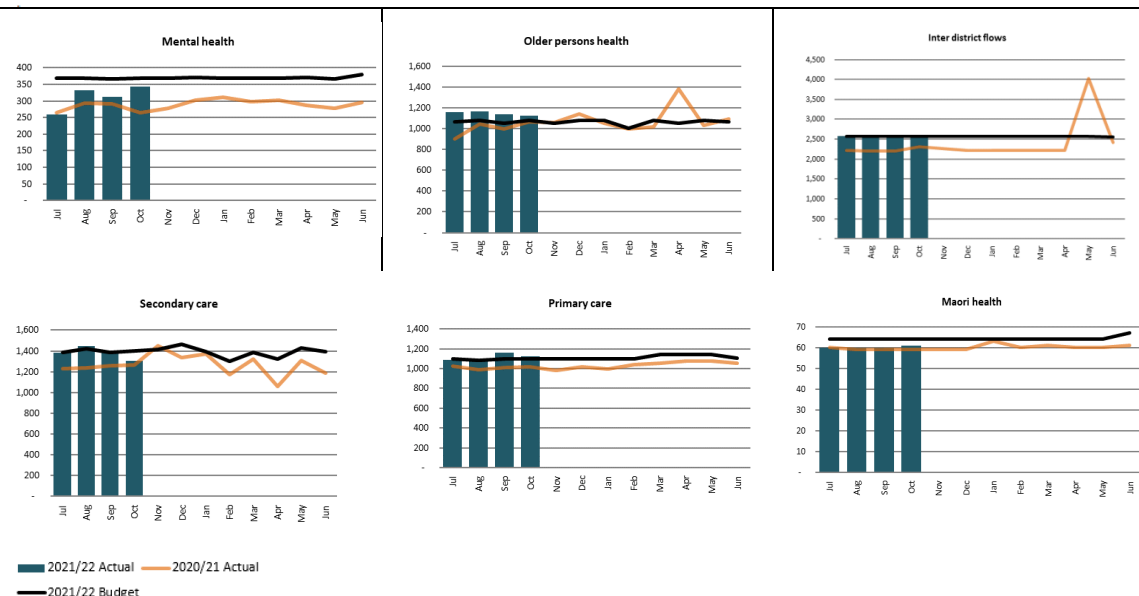 Mental health
400
350
300
250
200
150
100
50
-
Jul
Aug
Sep
Oct
Nov
Dec
Jan
Feb
Mar
Apr
May
Jun
Older persons health
1,600
1,400
1,200
1,000
800
600
400
200
-
Jul
Aug
Sep
Oct
Nov
Dec
Jan
Feb
Mar
Apr
May
Jun
Inter district flows
4,500
4,000
3,500
3,000
2,500
2,000
1,500
1,000
500
-
Jul
Aug
Sep
Oct
Nov
Dec
Jan
Feb
Mar
Apr
May
Jun
Secondary care
1,600
1,400
1,200
1,000
800
600
400
200
-
Jul
Aug
Sep
Oct
Nov
Dec
Jan
Feb
Mar
Apr
May
Jun
Primary care
1,400
1,200
1,000
800
600
400
200
-
Jul
Aug
Sep
Oct
Nov
Dec
Jan
Feb
Mar
Apr
May
Jun
Maori health
70
60
50
40
30
20
10
-
Jul
Aug
Sep
Oct
Nov
Dec
Jan
Feb
Mar
Apr
May
Jun
2021/22 Actual 2020/21 Actual
2021/22 Budget